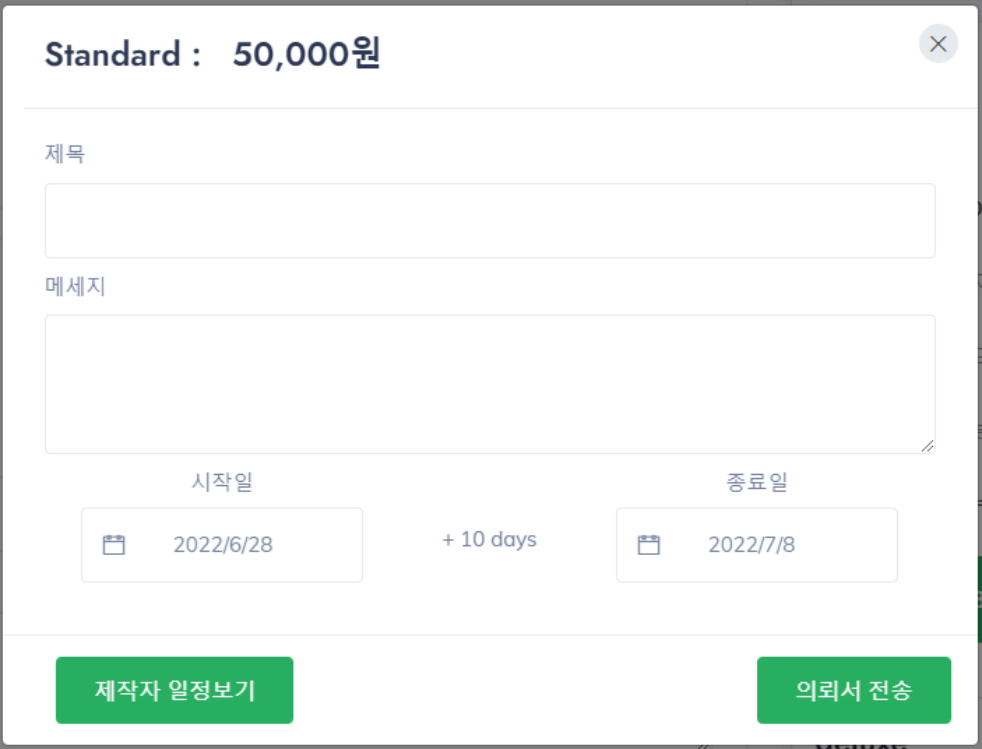 Standard : 50,000원
제목
메세지
시작일
종료일
2022/6/28
+ 10 days
2022/7/8
제작자 일정보기
의뢰서 전송